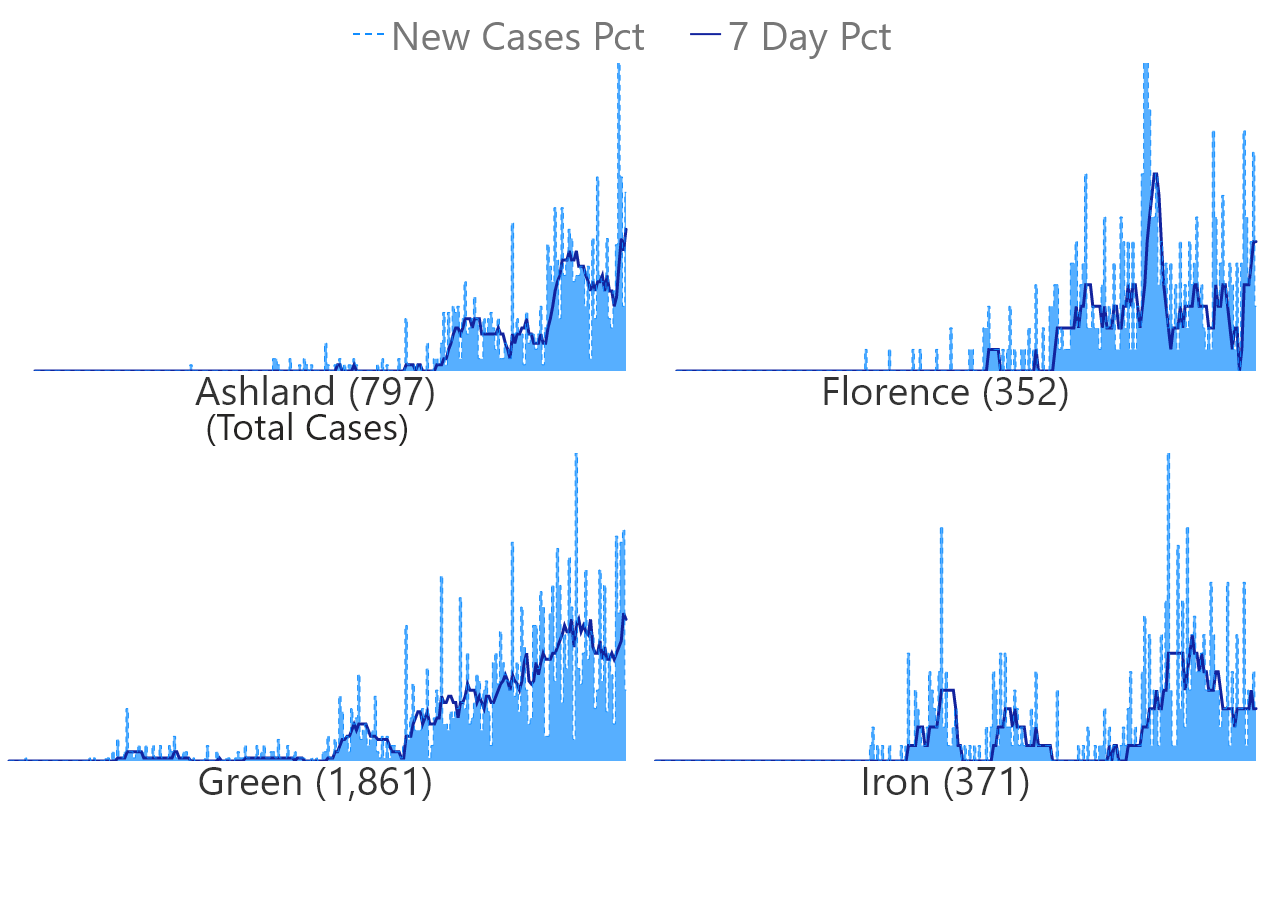 New Cases Pct 7 Day Pct
Ashland (797)
(Total Cases)
Florence (352)
Green (1,861)
Iron (371)